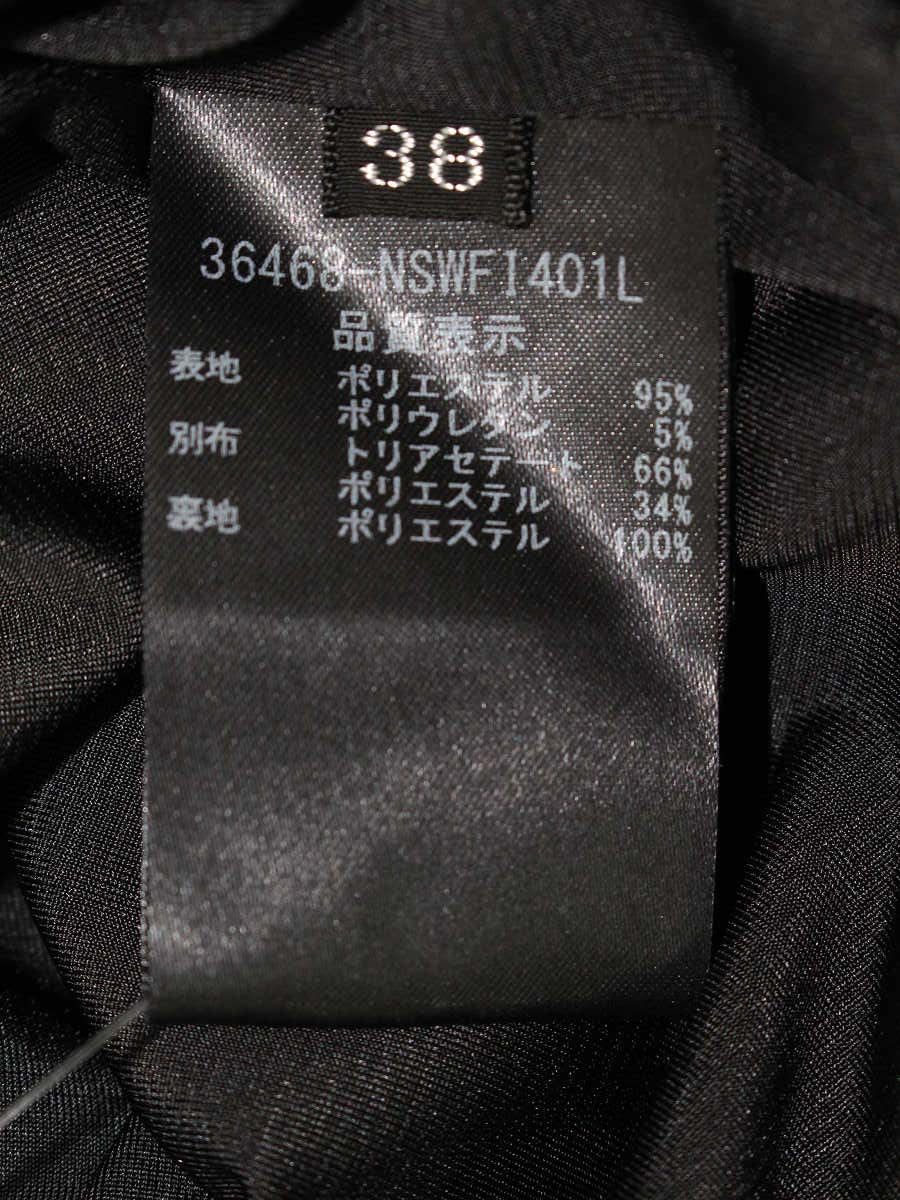 38
36468-NSWFI401L
品質表示
表地 ポリエステル 95%
ポリウレタン 5%
別布 トリアセテート 66%
ポリエステル 34%
裏地 ポリエステル 100%